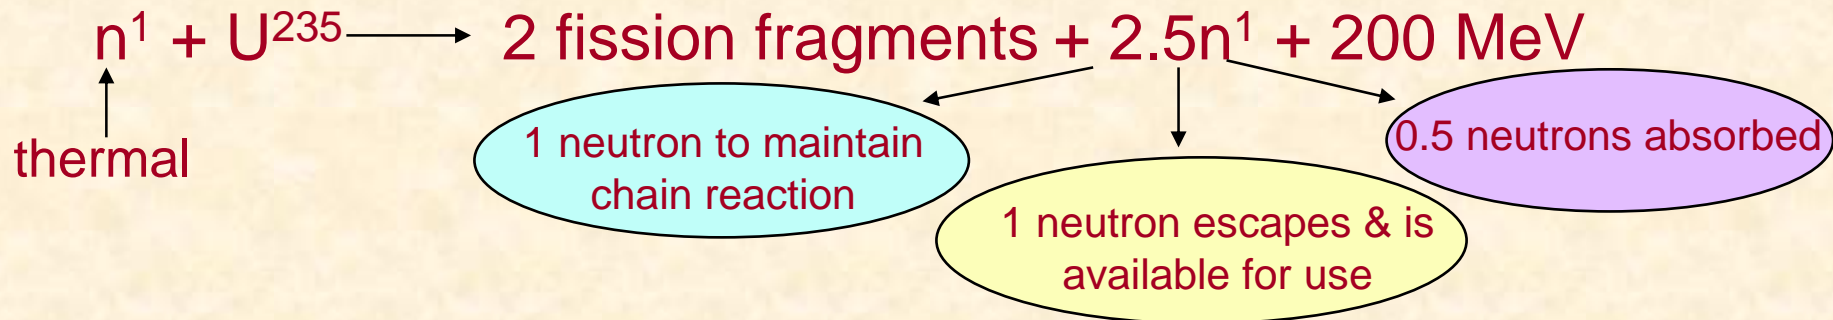 n¹ + U²³⁵ → 2 fission fragments + 2.5n¹ + 200 MeV
thermal
1 neutron to maintain
chain reaction
1 neutron escapes & is
available for use
0.5 neutrons absorbed